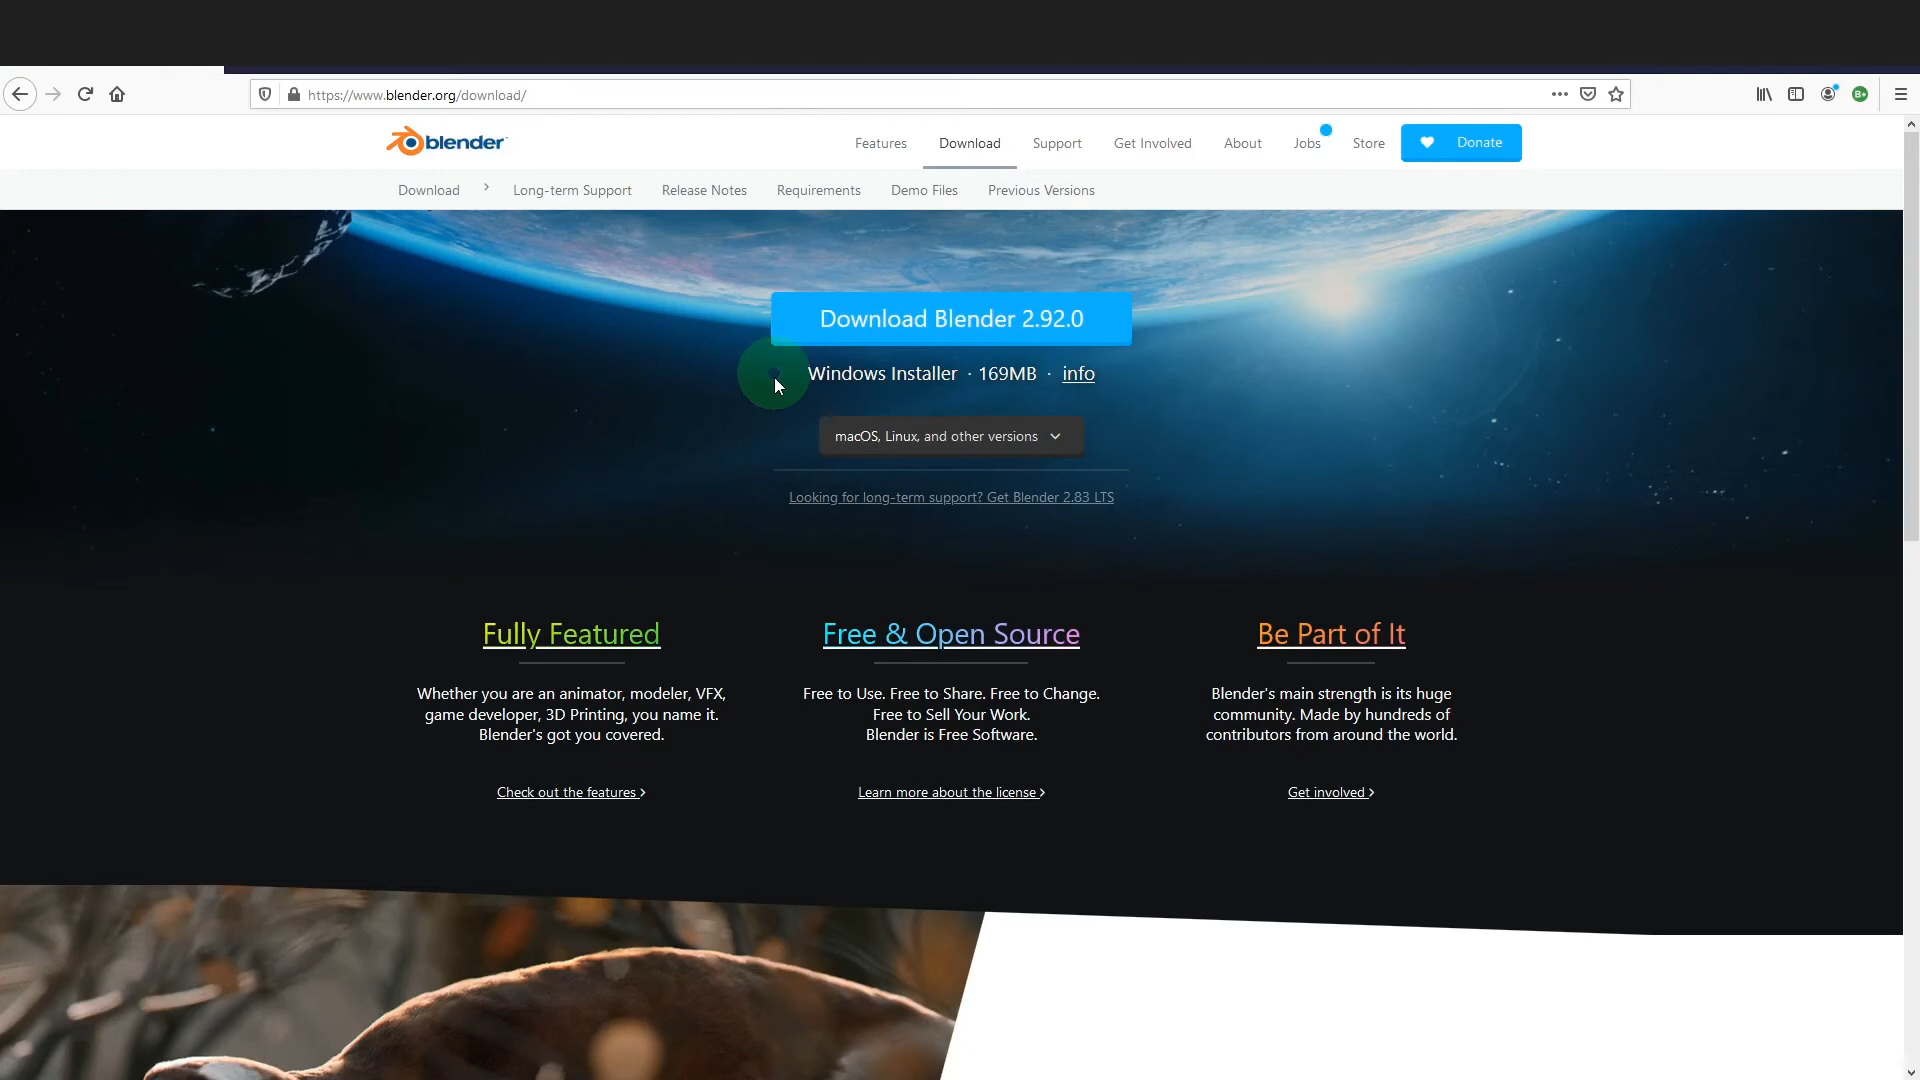 https://www.blender.org/download/
blender
Features
Download
Support
Get Involved
About
Jobs
Store
Donate
Download
Long-term Support
Release Notes
Requirements
Demo Files
Previous Versions
Download Blender 2.92.0
Windows Installer · 169MB · info
macOS, Linux, and other versions
Looking for long-term support? Get Blender 2.83 LTS
Fully Featured
Whether you are an animator, modeler, VFX,
game developer, 3D Printing, you name it.
Blender's got you covered.
Check out the features >
Free & Open Source
Free to Use. Free to Share. Free to Change.
Free to Sell Your Work.
Blender is Free Software.
Learn more about the license >
Be Part of It
Blender's main strength is its huge
community. Made by hundreds of
contributors from around the world.
Get involved >